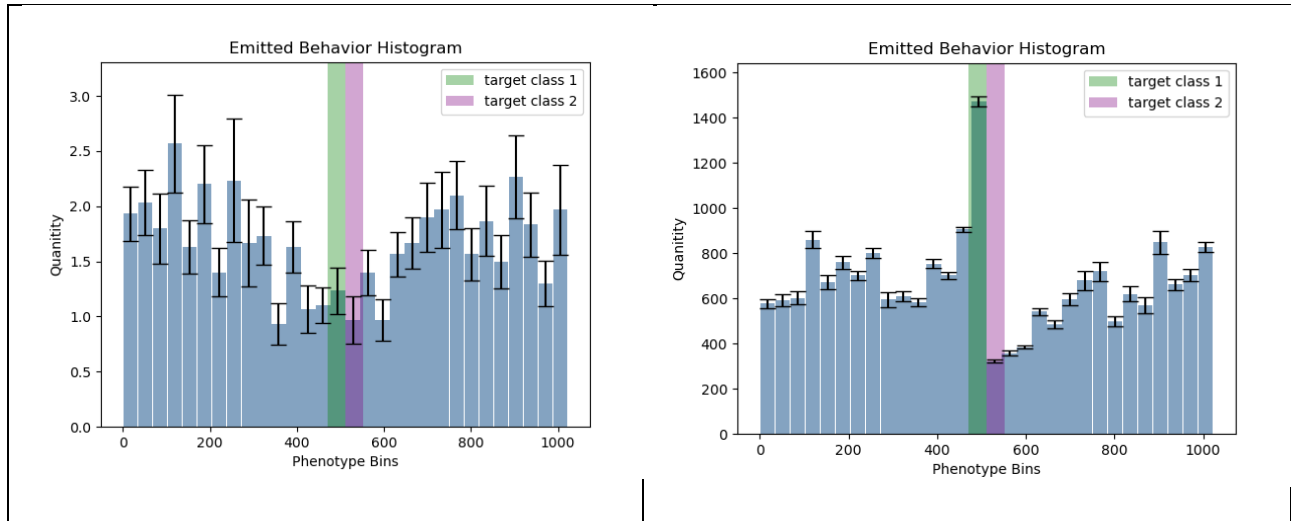 Emitted Behavior Histogram
target class 1
target class 2
3.0
2.5
2.0
1.5
1.0
0.5
0.0
Quanitity
0
200
400
600
800
1000
Phenotype Bins
Emitted Behavior Histogram
target class 1
target class 2
1600
1400
1200
1000
800
600
400
200
0
Quanitity
0
200
400
600
800
1000
Phenotype Bins